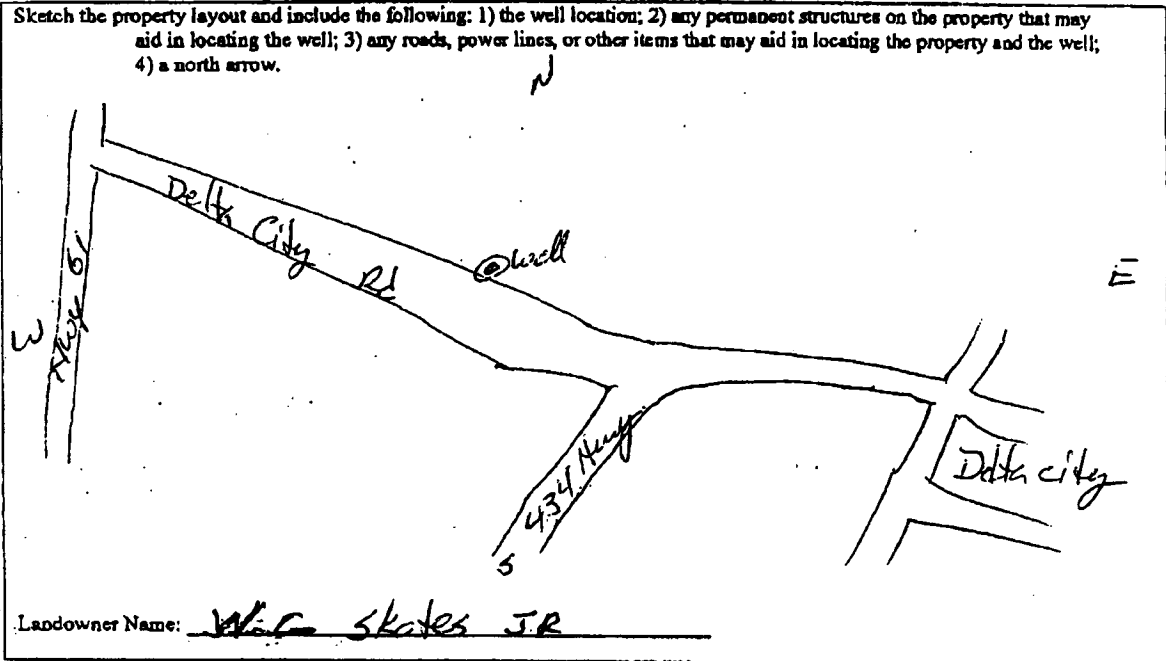 Sketch the property layout and include the following: 1) the well location; 2) any permanent structures on the property that may
aid in locating the well; 3) any roads, power lines, or other items that may aid in locating the property and the well;
4) a north arrow.
N
Delta City Rd
well
E
W
Hwy 61
434 Hwy
Delta city
S
Landowner Name: Skates JR